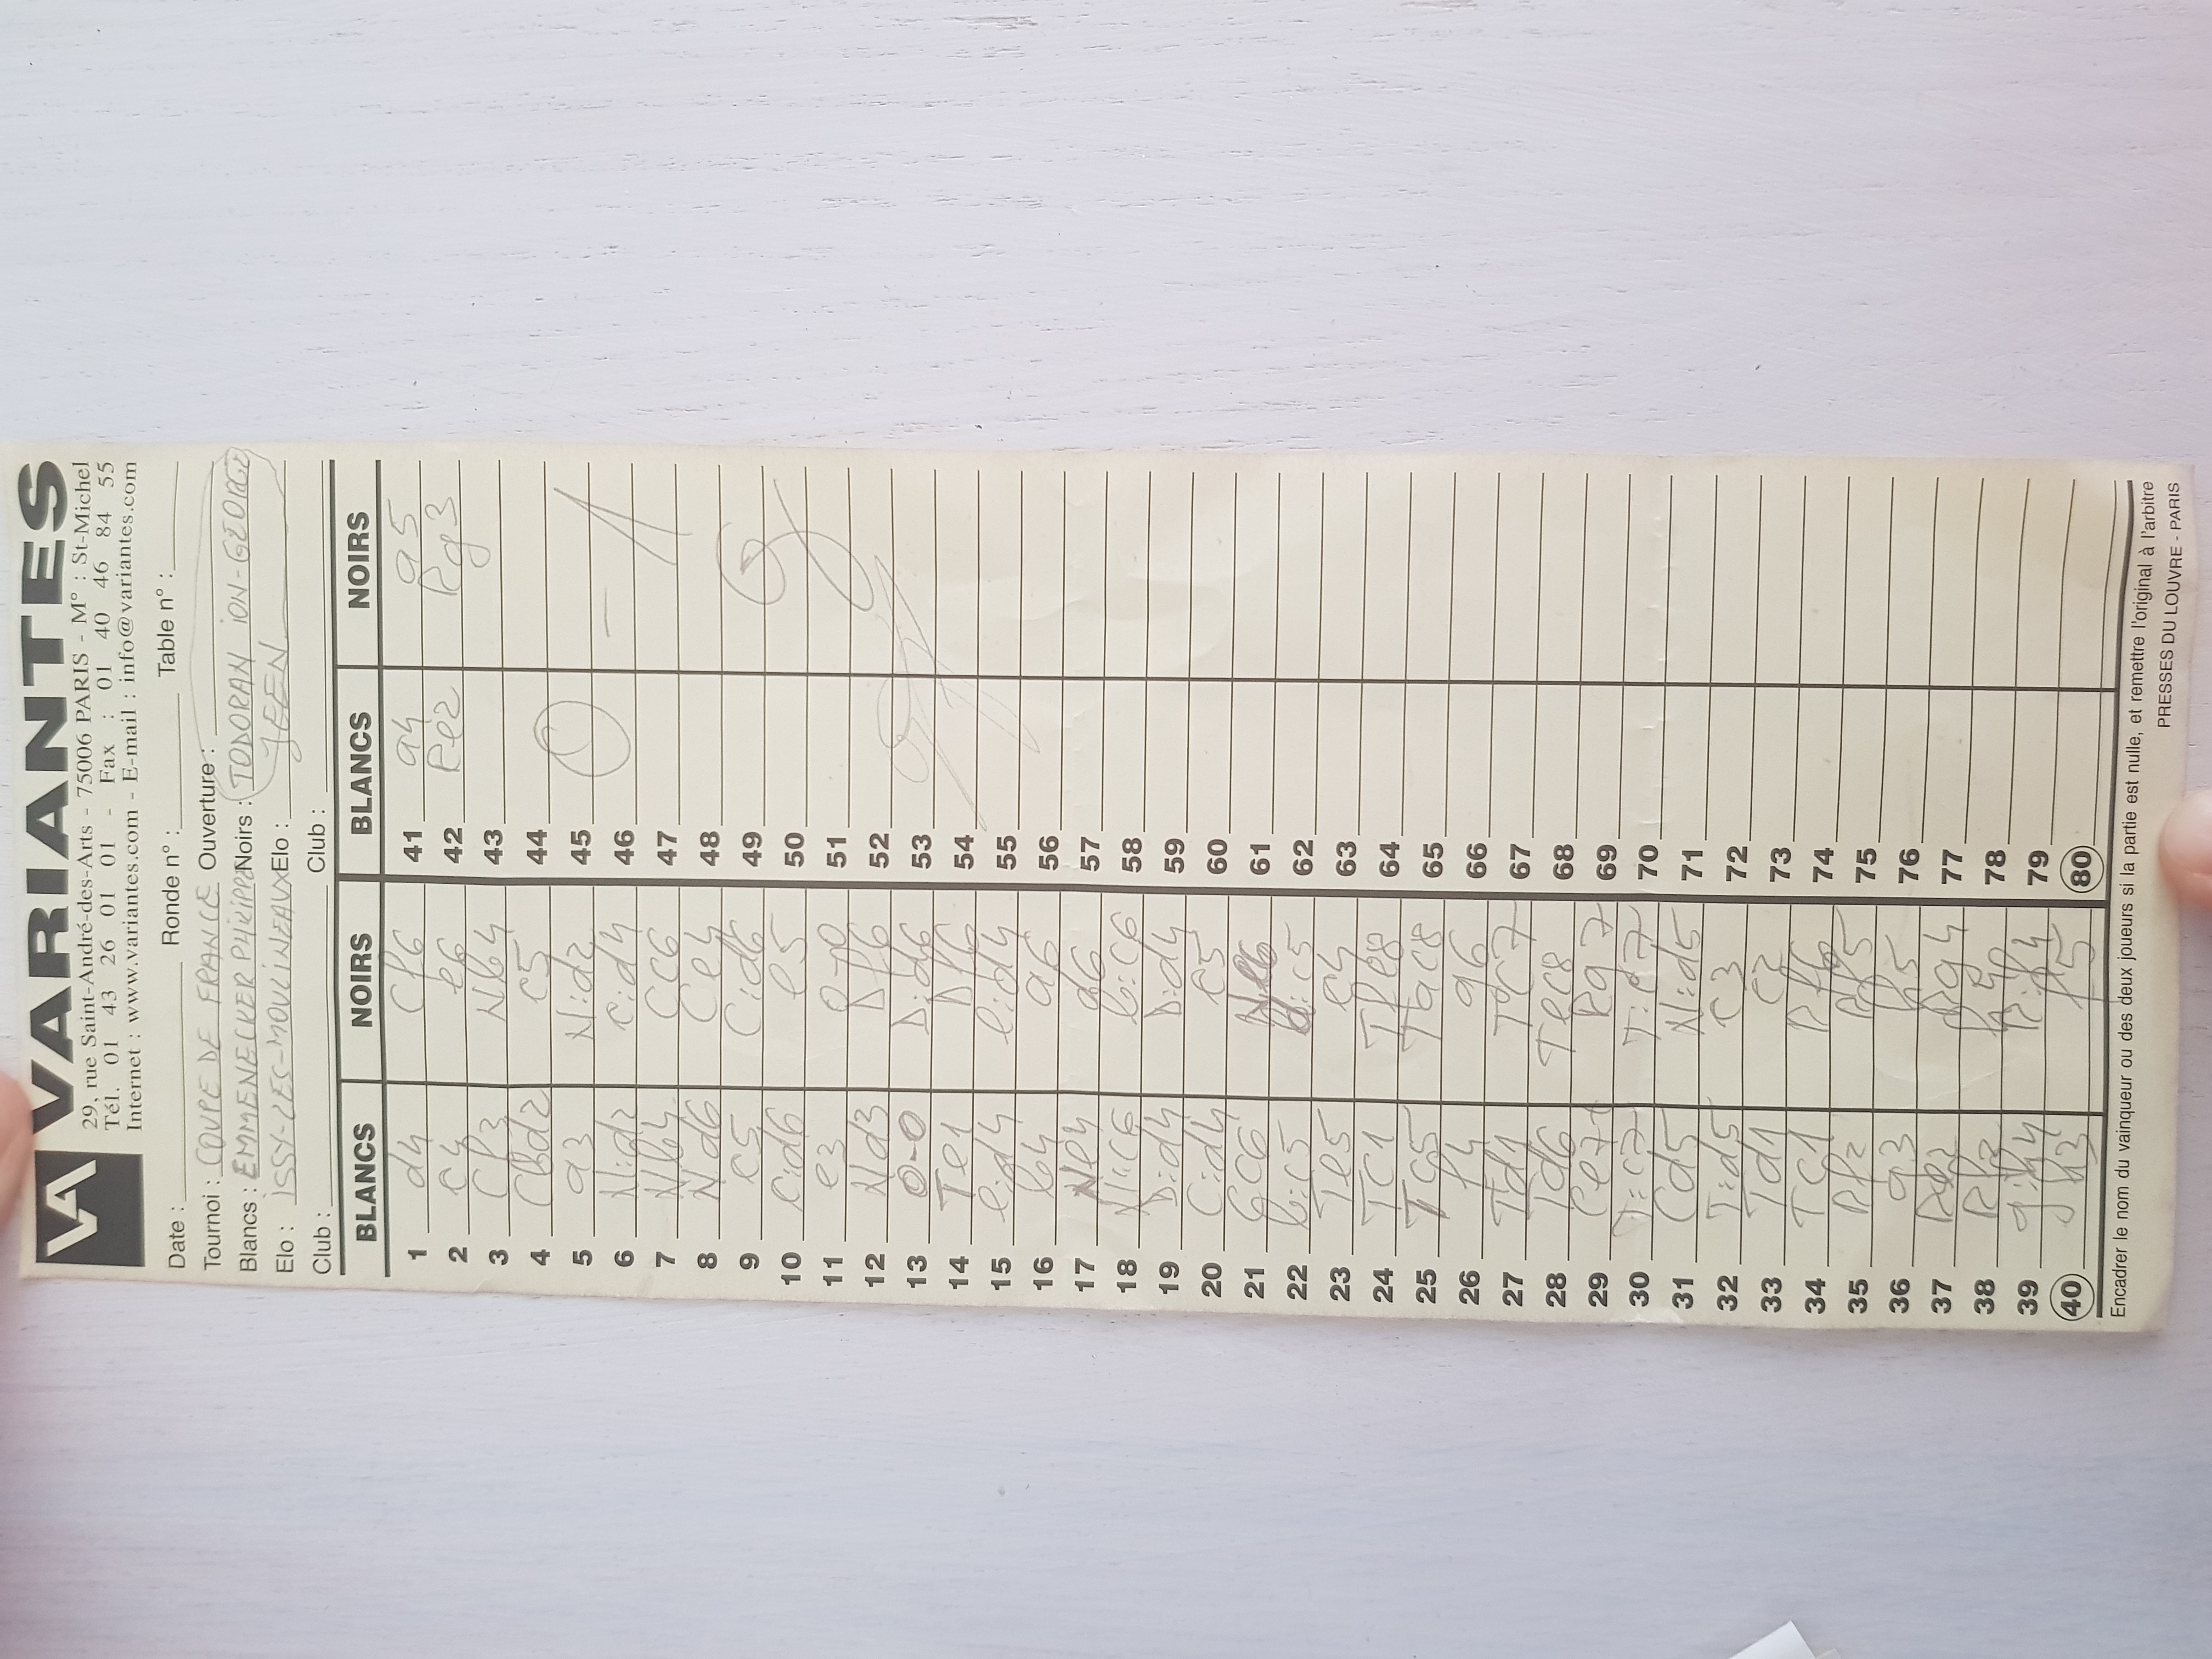 VA VARIANTES
29, rue Saint-André-des-Arts - 75006 PARIS - M° : St-Michel
Tél. 01 43 26 01 01 - Fax : 01 40 46 84 55
Internet : www.variantes.com - E-mail : info@variantes.com
Date : Ronde n° : Table n° :
Tournoi : COUPE DE FRANCE Ouverture :
Blancs : EMMENECKER PHILIPPE Noirs : TODORAN ION-GEORGE
Elo : ISSY-LES-MOULINEAUX Elo : JEEN
Club : Club :
BLANCS NOIRS BLANCS NOIRS
1 d4 Cf6
2 c4 e6
3 Cf3 Nb4
4 Cbd2 c5
5 a3 N:d2
6 N:d2 c:d4
7 Nb4 Cc6
8 Nd6 Ce4
9 c5 C:d6
10 c:d6 e5
11 e3 0-0
12 Nd3 Df6
13 0-0 D:d6
14 Te1 Df6
15 e:d4 e:d4
16 b4 a6
17 Ne4 d6
18 N:c6 b:c6
19 D:d4 D:d4
20 C:d4 c5
21 Cc6 Ne6
22 b:c5 d:c5
23 Te5 c4
24 Tc1 Tfe8
25 Tc5 Tac8
26 f4 g6
27 Td1 Tc7
28 Td6 Tec8
29 Ce7+ Rg7
30 T:c7 T:c7
31 Cd5 N:d5
32 T:d5 c3
33 Td1 c2
34 Tc1 Rf6
35 Rf2 Rf5
36 g3 h5
37 Re2 Rg4
38 Rf2 h4
39 g:h4 R:f4
40 h3 f5
41 a4 a5
42 Re2 Rg3
43
44
45 0
46 - 1
47
48
49
50
51
52
53
54
55
56
57
58
59
60
61
62
63
64
65
66
67
68
69
70
71
72
73
74
75
76
77
78
79
80
Encadrer le nom du vainqueur ou des deux joueurs si la partie est nulle, et remettre l'original à l'arbitre
PRESSES DU LOUVRE - PARIS